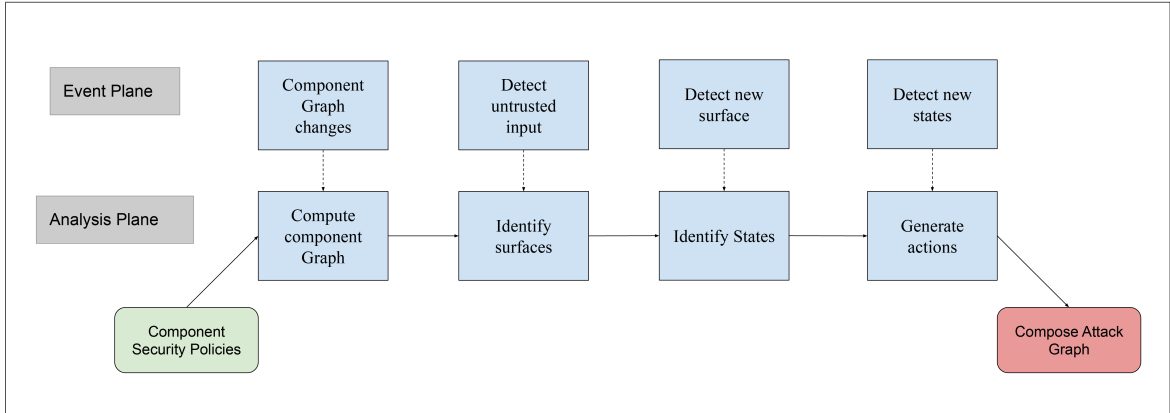 Event Plane
Component
Graph
changes
Detect
untrusted
input
Detect new
surface
Detect new
states
Analysis Plane
Compute
component
Graph
Identify
surfaces
Identify States
Generate
actions
Component
Security Policies
Compose Attack
Graph